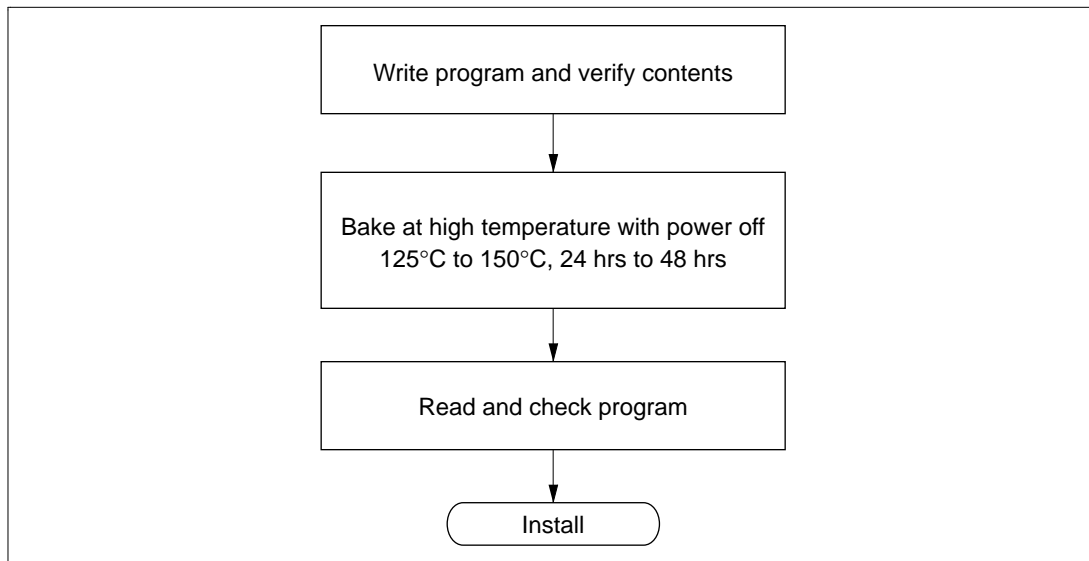 Write program and verify contents
Bake at high temperature with power off
125°C to 150°C, 24 hrs to 48 hrs
Read and check program
Install